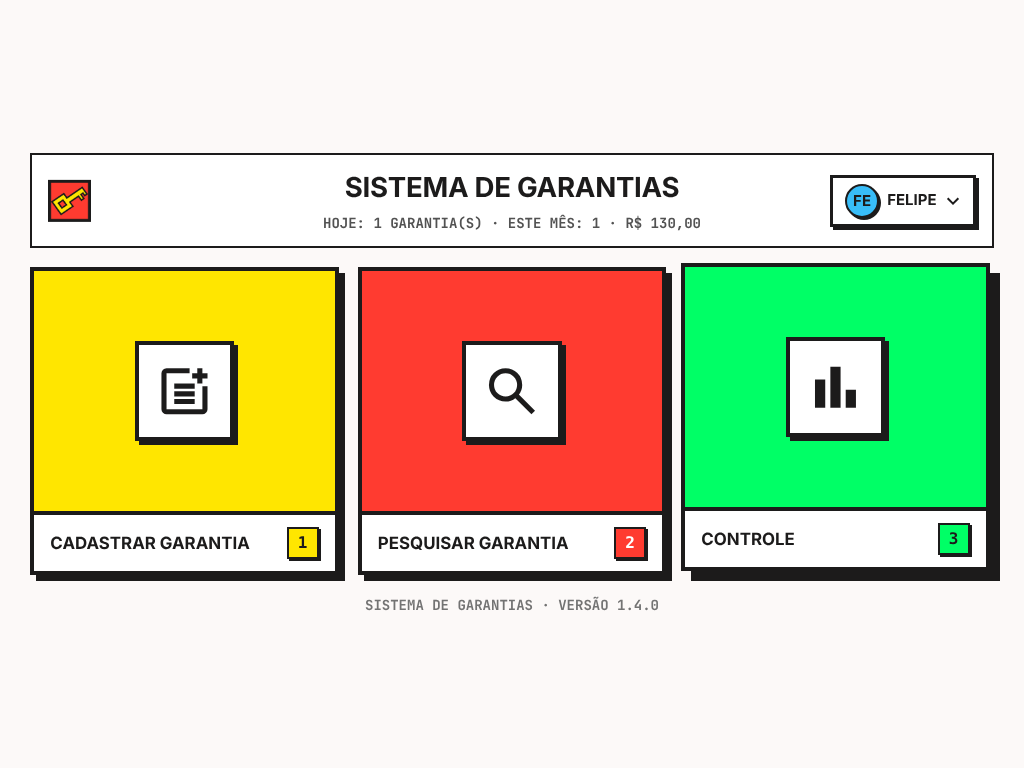 SISTEMA DE GARANTIAS
HOJE: 1 GARANTIA(S) · ESTE MÊS: 1 · R$ 130,00
FE FELIPE
CADASTRAR GARANTIA 1
PESQUISAR GARANTIA 2
CONTROLE 3
SISTEMA DE GARANTIAS · VERSÃO 1.4.0